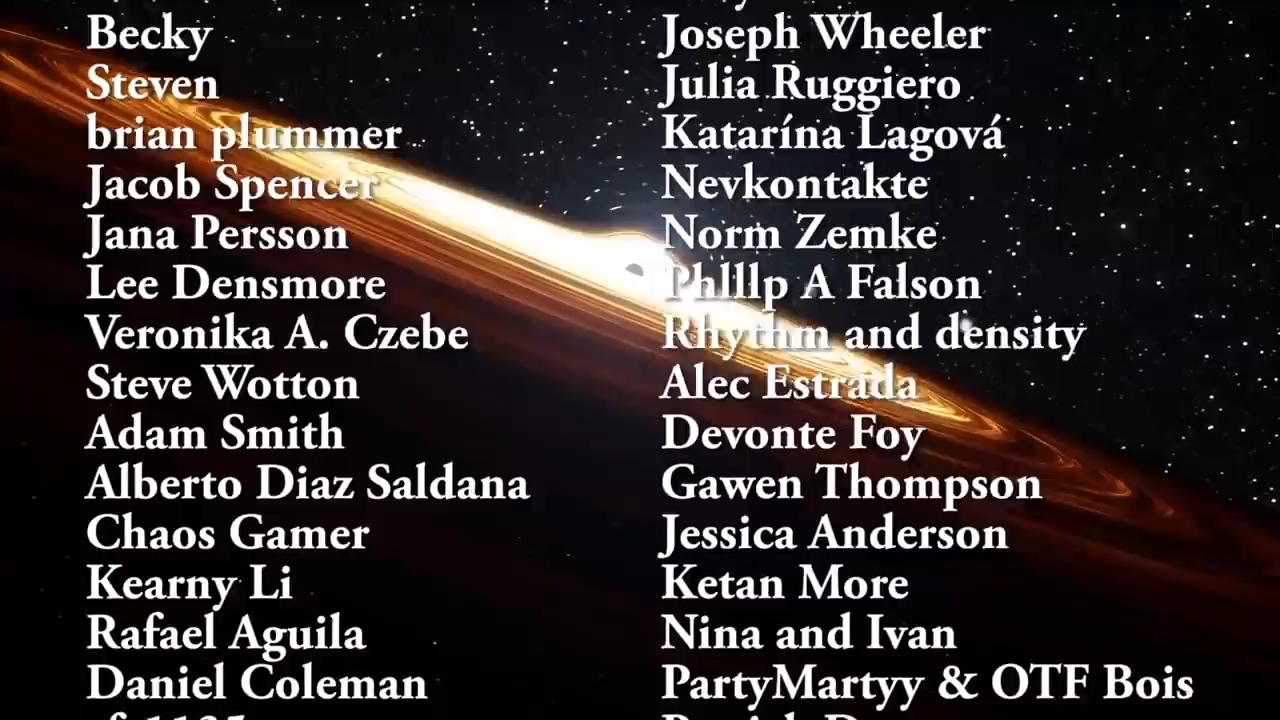 Becky
Steven
brian plummer
Jacob Spencer
Jana Persson
Lee Densmore
Veronika A. Czebe
Steve Wotton
Adam Smith
Alberto Diaz Saldana
Chaos Gamer
Kearny Li
Rafael Aguila
Daniel Coleman
Joseph Wheeler
Julia Ruggiero
Katarína Lagová
Nevkontakte
Norm Zemke
Phlllp A Falson
Rhythm and density
Alec Estrada
Devonte Foy
Gawen Thompson
Jessica Anderson
Ketan More
Nina and Ivan
PartyMartyy & OTF Bois